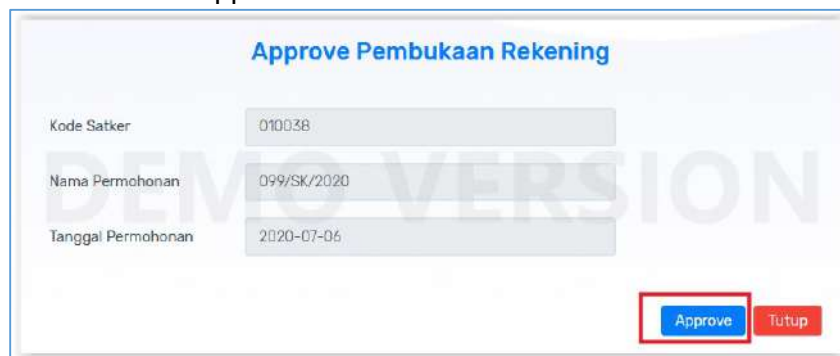 Approve Pembukaan Rekening
Kode Satker 010038
Nama Permohonan 099/SK/2020
DEMO VERSION
Tanggal Permohonan 2020-07-06
Approve Tutup